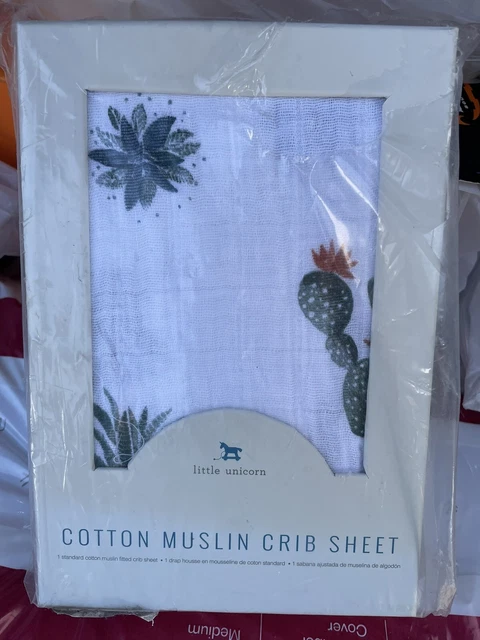 little unicorn
COTTON MUSLIN CRIB SHEET
1 standard cotton muslin fitted crib sheet • 1 drap housse en mousseline de coton standard • 1 sabana ajustada de muselina de algodón
Cover
Medium